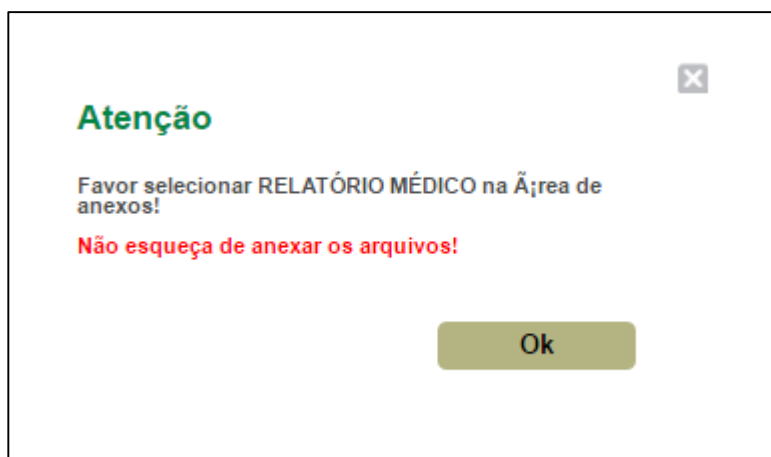 Atenção
Favor selecionar RELATÓRIO MÉDICO na Ã¡rea de
anexos!
Não esqueça de anexar os arquivos!
Ok